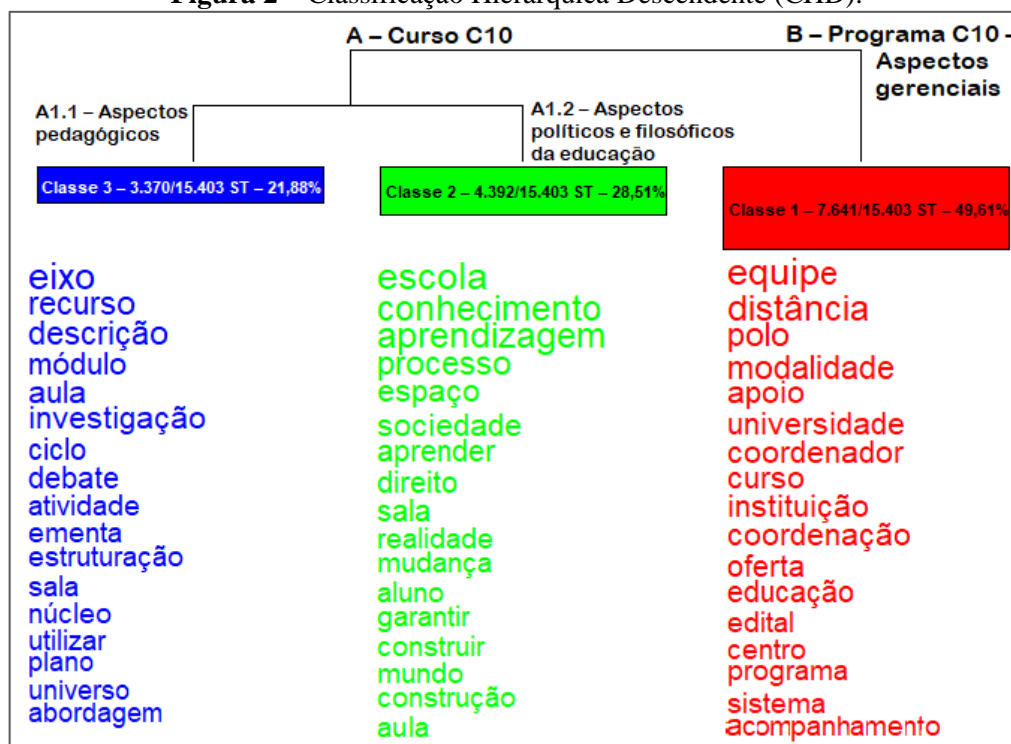 Figura 2 – Classificação Hierárquica Descendente (CHD).
A – Curso C10
B – Programa C10 -
Aspectos
gerenciais
A1.1 – Aspectos
pedagógicos
A1.2 – Aspectos
políticos e filosóficos
da educação
Classe 3 – 3.370/15.403 ST – 21,88%
Classe 2 – 4.392/15.403 ST – 28,51%
Classe 1 – 7.641/15.403 ST – 49,61%
eixo
recurso
descrição
módulo
aula
investigação
ciclo
debate
atividade
ementa
estruturação
sala
núcleo
utilizar
plano
universo
abordagem
escola
conhecimento
aprendizagem
processo
espaço
sociedade
aprender
direito
sala
realidade
mudança
aluno
garantir
construir
mundo
construção
aula
equipe
distância
polo
modalidade
apoio
universidade
coordenador
curso
instituição
coordenação
oferta
educação
edital
centro
programa
sistema
acompanhamento